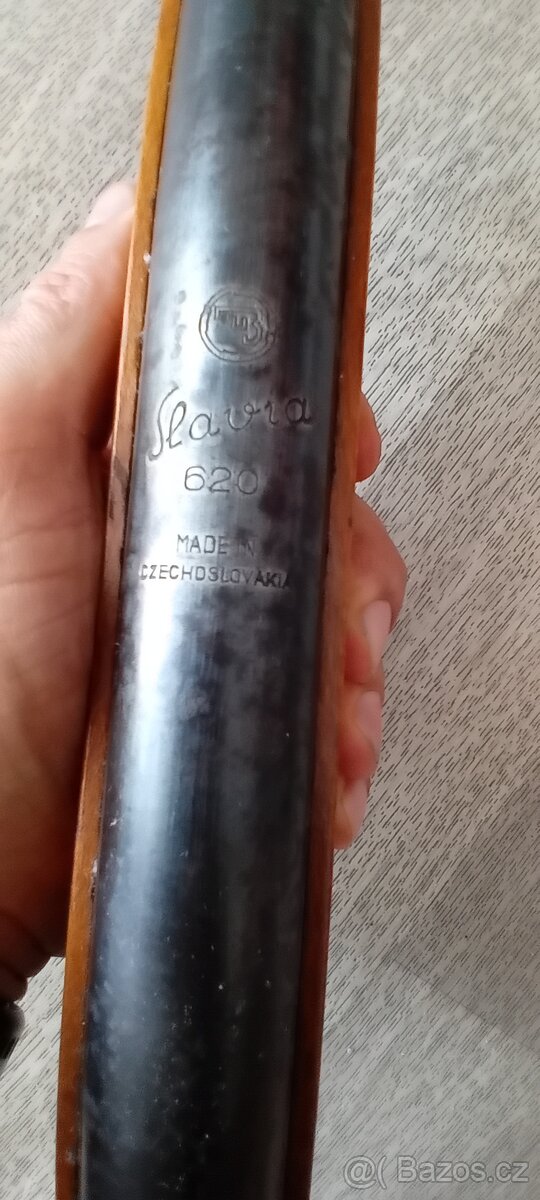 Slavia
620
MADE IN
CZECHOSLOVAKIA
Bazos.cz